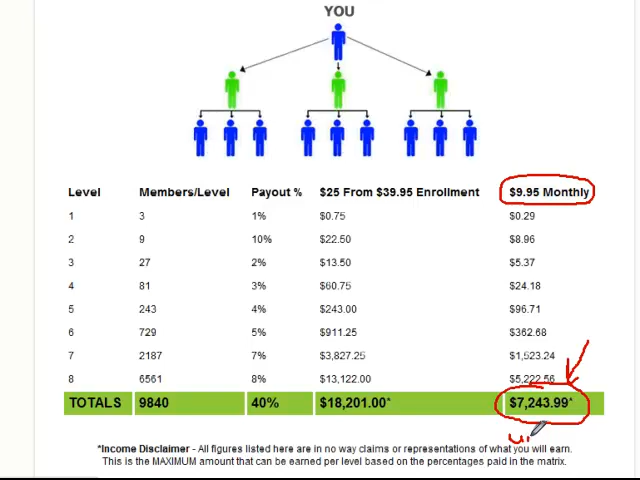 YOU
Level Members/Level Payout % $25 From $39.95 Enrollment $9.95 Monthly
1 3 1% $0.75 $0.29
2 9 10% $22.50 $8.96
3 27 2% $13.50 $5.37
4 81 3% $60.75 $24.18
5 243 4% $243.00 $96.71
6 729 5% $911.25 $362.68
7 2187 7% $3,827.25 $1,523.24
8 6561 8% $13,122.00 $5,222.56
TOTALS 9840 40% $18,201.00* $7,243.99*
*Income Disclaimer - All figures listed here are in no way claims or representations of what you will earn.
This is the MAXIMUM amount that can be earned per level based on the percentages paid in the matrix.